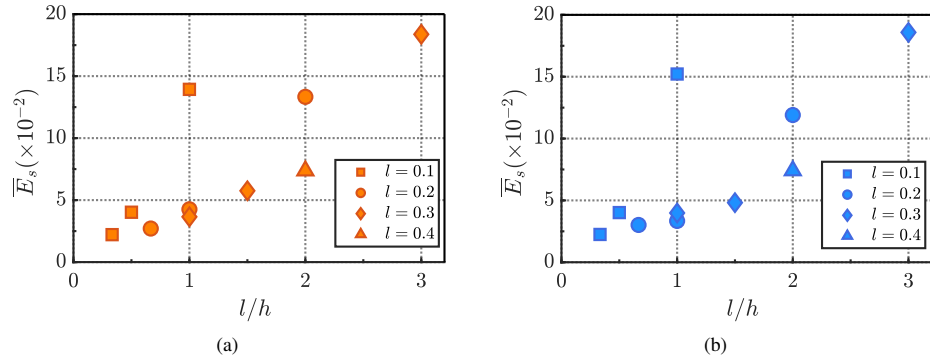 20
15
10
5
0
0
1
2
3
E̅_s(×10⁻²)
l/h
l = 0.1
l = 0.2
l = 0.3
l = 0.4
(a)
20
15
10
5
0
0
1
2
3
E̅_s(×10⁻²)
l/h
l = 0.1
l = 0.2
l = 0.3
l = 0.4
(b)